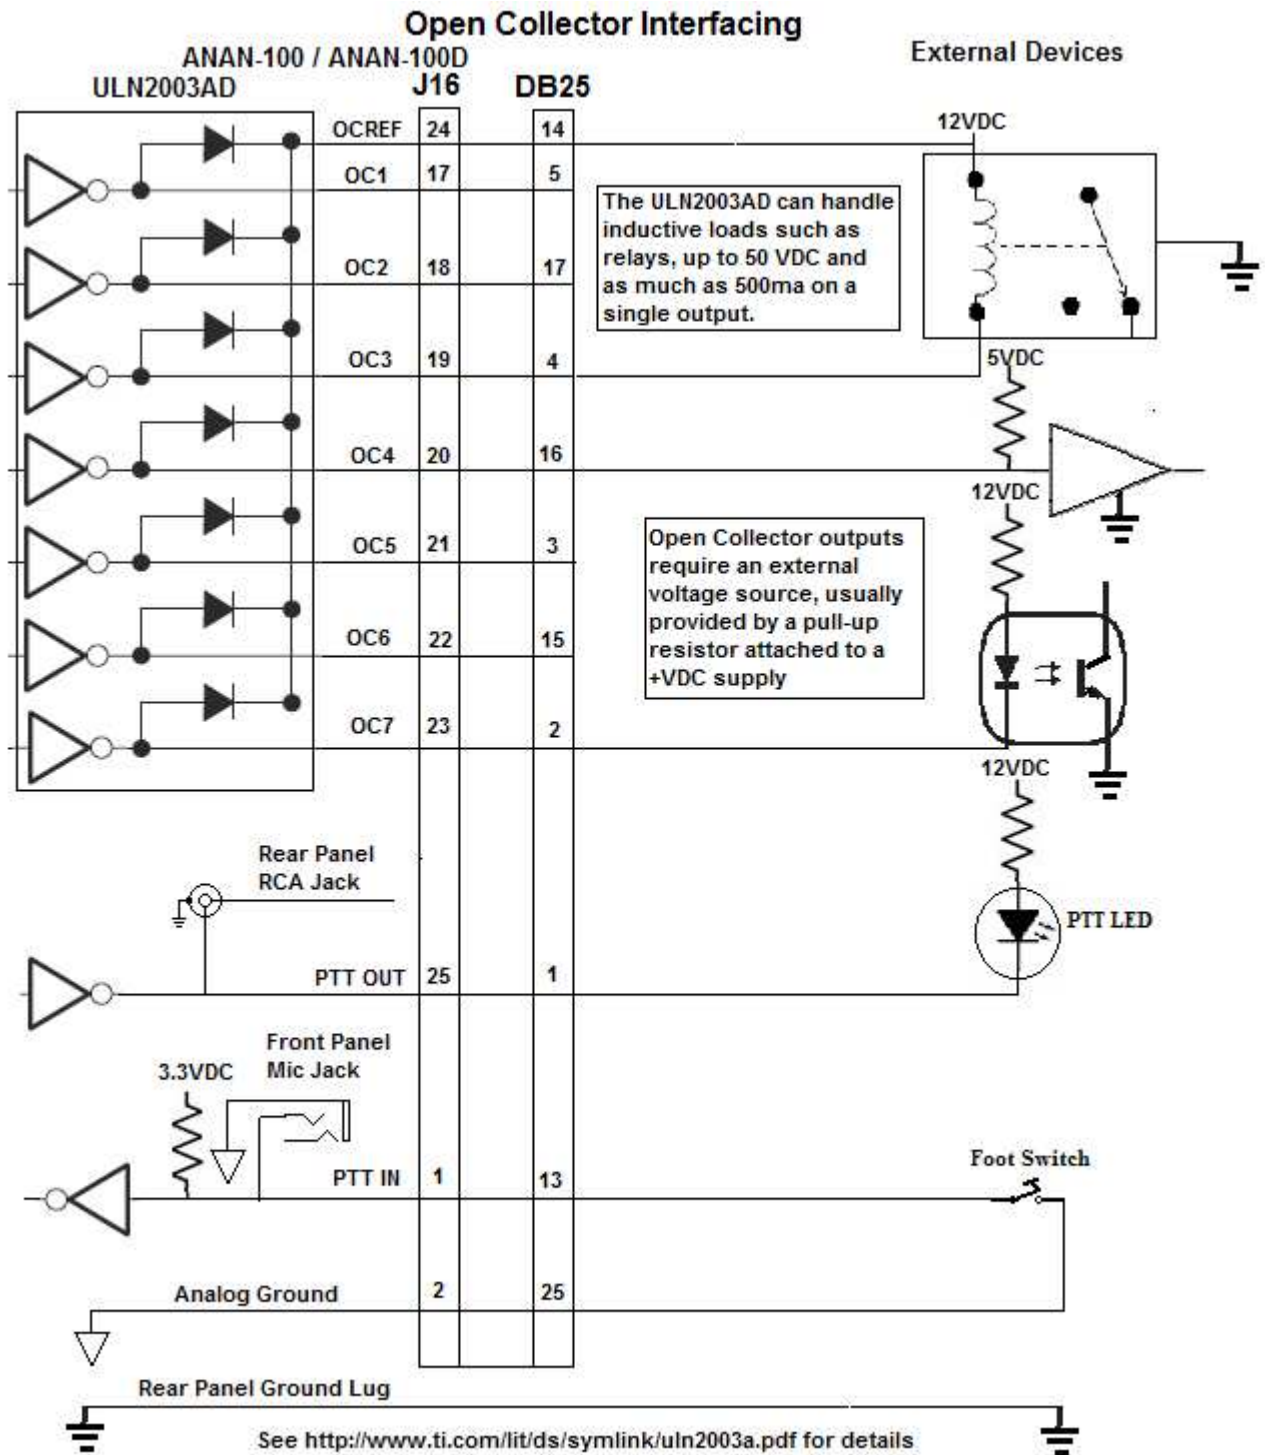 Open Collector Interfacing
ANAN-100 / ANAN-100D
External Devices
ULN2003AD
J16
DB25
OCREF 24 14
12VDC
OC1 17 5
The ULN2003AD can handle
inductive loads such as
relays, up to 50 VDC and
as much as 500ma on a
single output.
OC2 18 17
OC3 19 4
5VDC
OC4 20 16
12VDC
Open Collector outputs
require an external
voltage source, usually
provided by a pull-up
resistor attached to a
+VDC supply
OC5 21 3
OC6 22 15
OC7 23 2
12VDC
Rear Panel
RCA Jack
PTT LED
PTT OUT 25 1
Front Panel
Mic Jack
3.3VDC
Foot Switch
PTT IN 1 13
Analog Ground 2 25
Rear Panel Ground Lug
See http://www.ti.com/lit/ds/symlink/uln2003a.pdf for details